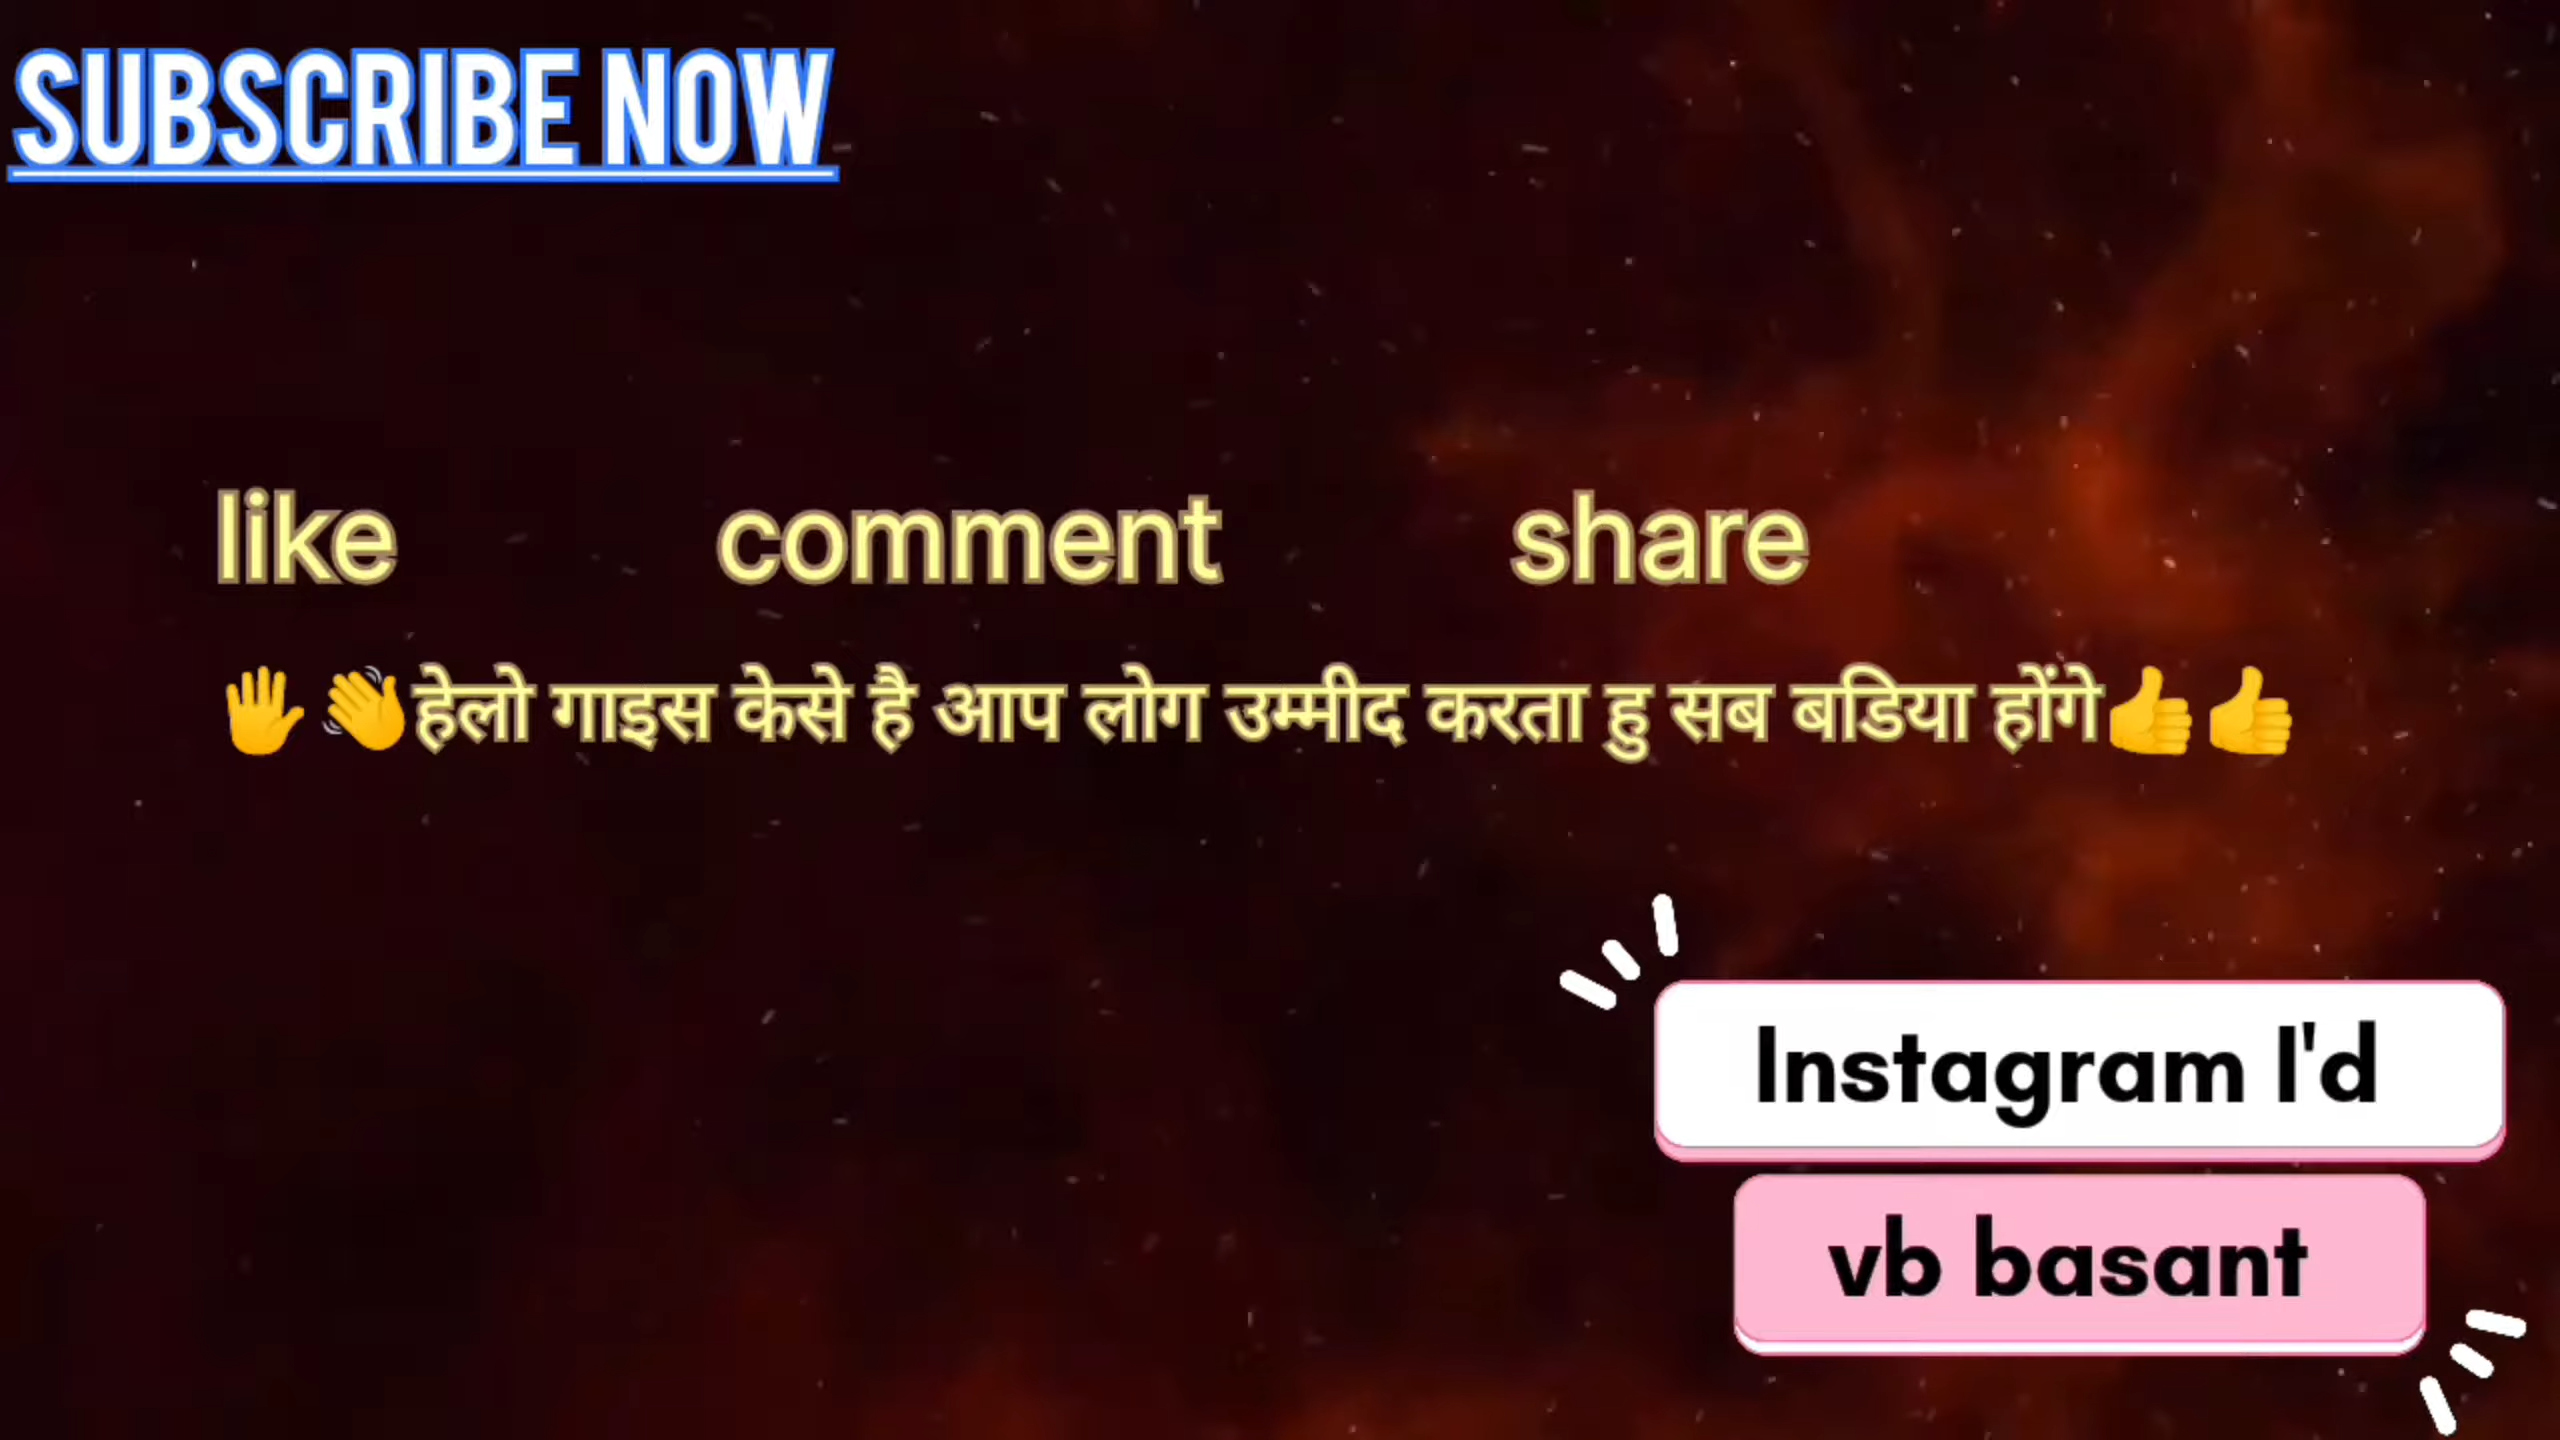 SUBSCRIBE NOW
like comment share
🖐 👋हेलो गाइस केसे है आप लोग उम्मीद करता हु सब बडिया होंगे👍👍
Instagram I'd
vb basant